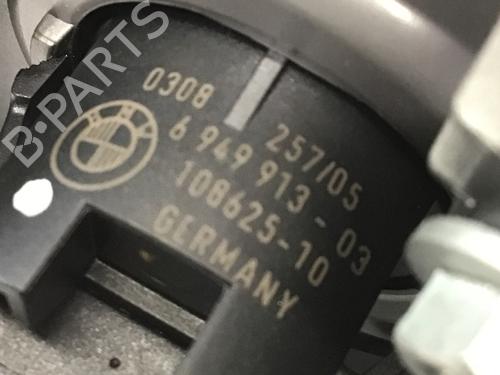 B-PARTS
0308 257/05
6 949 913 - 03
108625-10
GERMANY